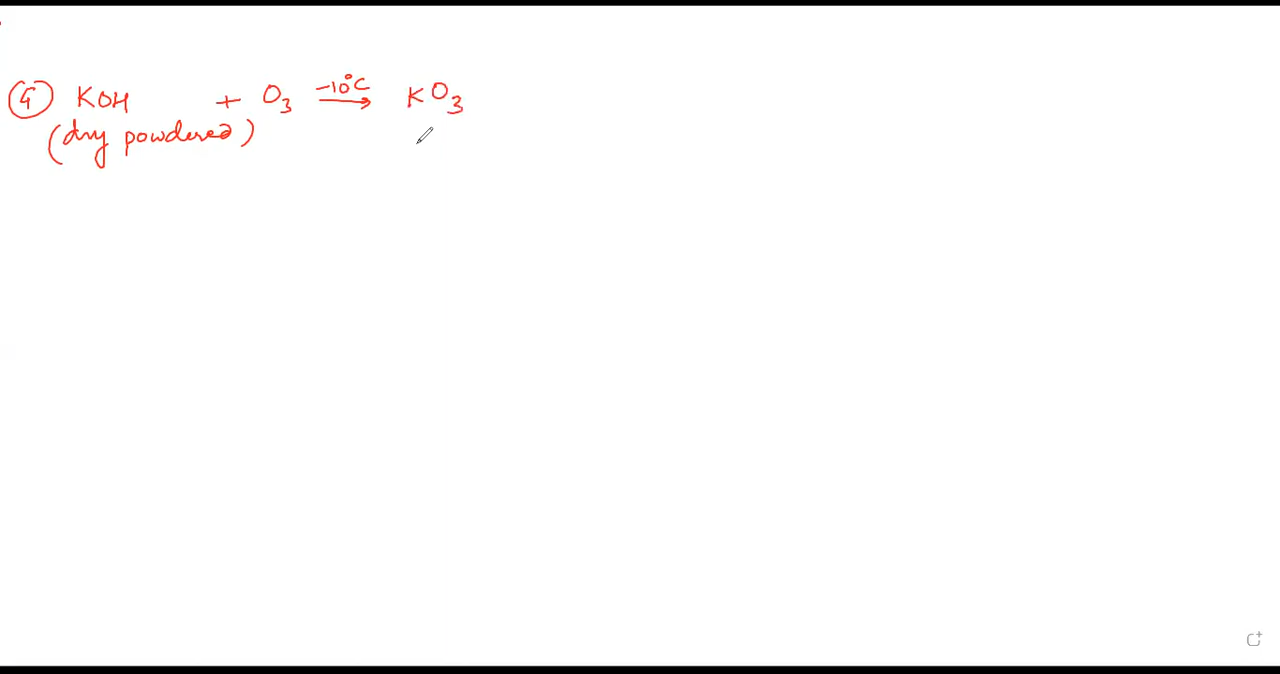 ④ KOH + O₃ —-10°C→ KO₃
(dry powdered)